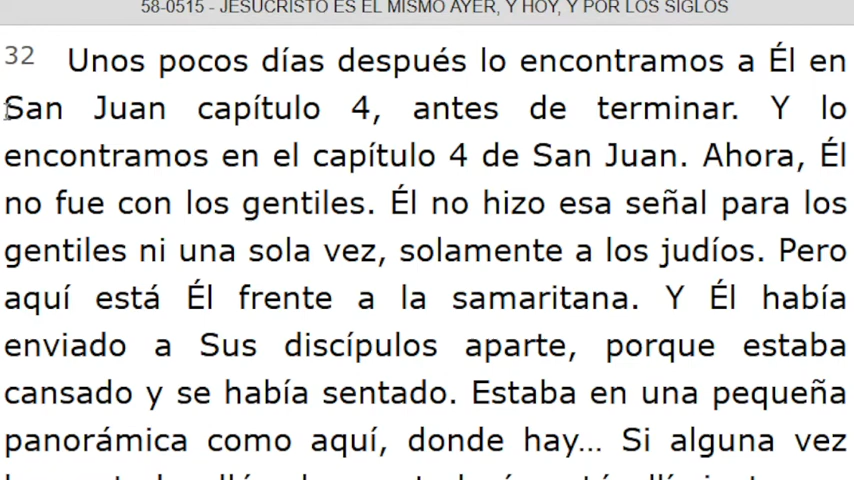 58-0515 - JESUCRISTO ES EL MISMO AYER, Y HOY, Y POR LOS SIGLOS
32 Unos pocos días después lo encontramos a Él en
San Juan capítulo 4, antes de terminar. Y lo
encontramos en el capítulo 4 de San Juan. Ahora, Él
no fue con los gentiles. Él no hizo esa señal para los
gentiles ni una sola vez, solamente a los judíos. Pero
aquí está Él frente a la samaritana. Y Él había
enviado a Sus discípulos aparte, porque estaba
cansado y se había sentado. Estaba en una pequeña
panorámica como aquí, donde hay... Si alguna vez